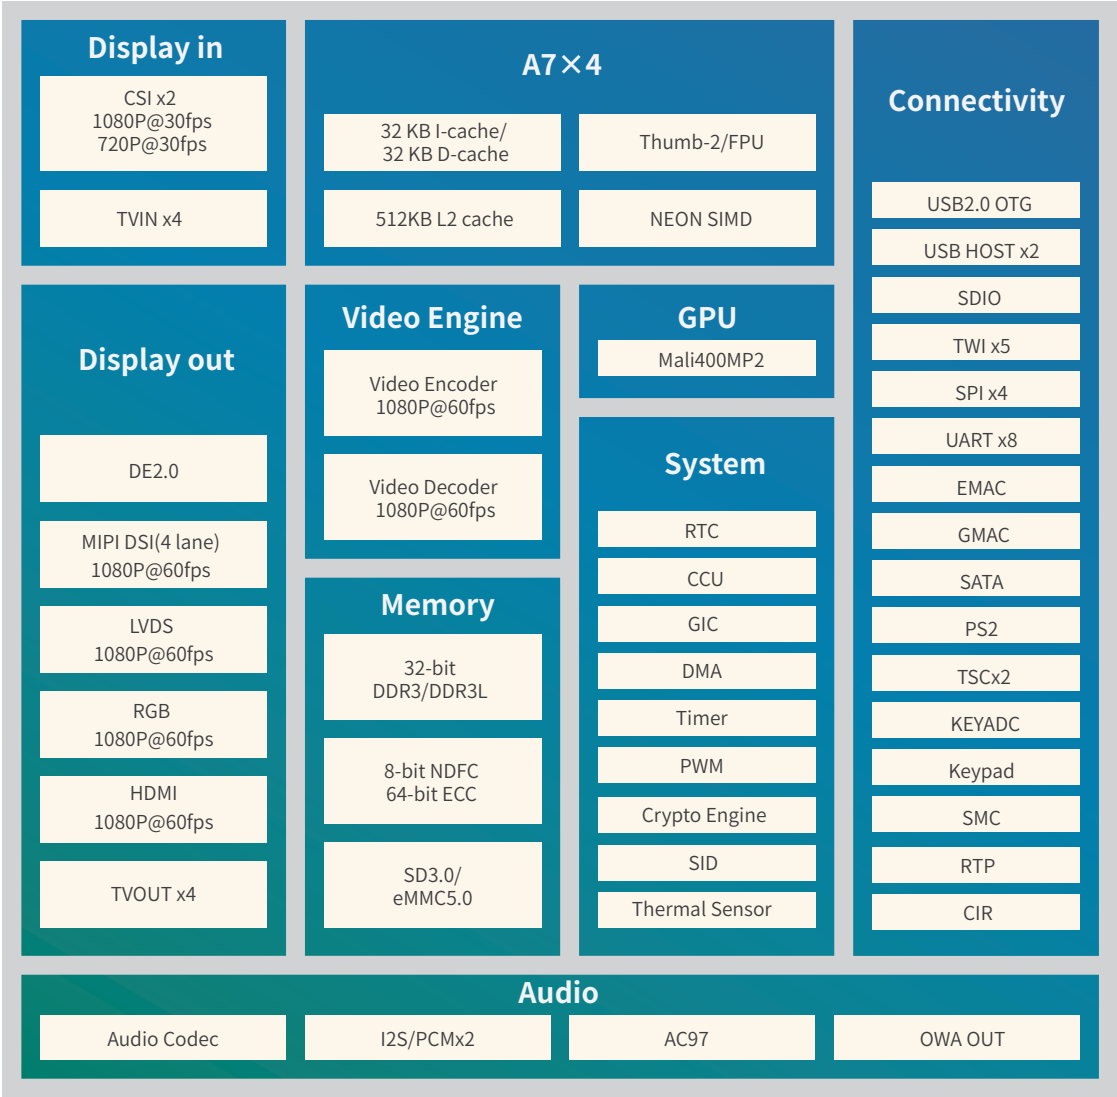 Display in
CSI x2
1080P@30fps
720P@30fps
TVIN x4
A7×4
32 KB I-cache/
32 KB D-cache
Thumb-2/FPU
512KB L2 cache
NEON SIMD
Connectivity
USB2.0 OTG
USB HOST x2
SDIO
TWI x5
SPI x4
UART x8
EMAC
GMAC
SATA
PS2
TSCx2
KEYADC
Keypad
SMC
RTP
CIR
Display out
DE2.0
MIPI DSI(4 lane)
1080P@60fps
LVDS
1080P@60fps
RGB
1080P@60fps
HDMI
1080P@60fps
TVOUT x4
Video Engine
Video Encoder
1080P@60fps
Video Decoder
1080P@60fps
GPU
Mali400MP2
Memory
32-bit
DDR3/DDR3L
8-bit NDFC
64-bit ECC
SD3.0/
eMMC5.0
System
RTC
CCU
GIC
DMA
Timer
PWM
Crypto Engine
SID
Thermal Sensor
Audio
Audio Codec
I2S/PCMx2
AC97
OWA OUT